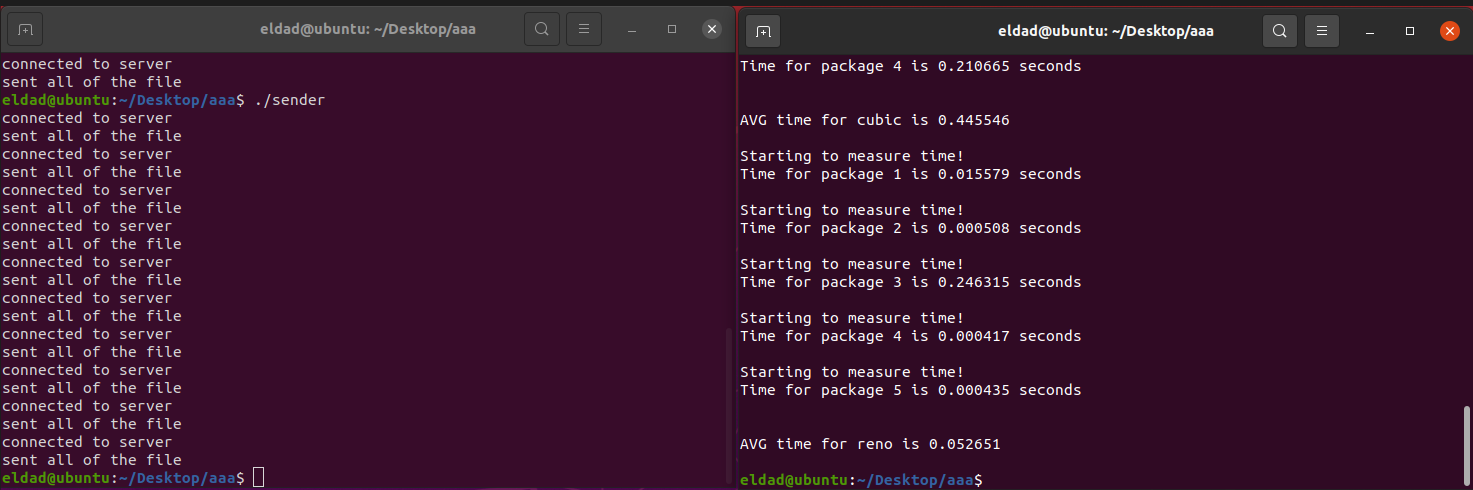 eldad@ubuntu: ~/Desktop/aaa
connected to server
sent all of the file
eldad@ubuntu:~/Desktop/aaa$ ./sender
connected to server
sent all of the file
connected to server
sent all of the file
connected to server
sent all of the file
connected to server
sent all of the file
connected to server
sent all of the file
connected to server
sent all of the file
connected to server
sent all of the file
connected to server
sent all of the file
connected to server
sent all of the file
connected to server
sent all of the file
eldad@ubuntu:~/Desktop/aaa$
eldad@ubuntu: ~/Desktop/aaa
Time for package 4 is 0.210665 seconds
AVG time for cubic is 0.445546
Starting to measure time!
Time for package 1 is 0.015579 seconds
Starting to measure time!
Time for package 2 is 0.000508 seconds
Starting to measure time!
Time for package 3 is 0.246315 seconds
Starting to measure time!
Time for package 4 is 0.000417 seconds
Starting to measure time!
Time for package 5 is 0.000435 seconds
AVG time for reno is 0.052651
eldad@ubuntu:~/Desktop/aaa$